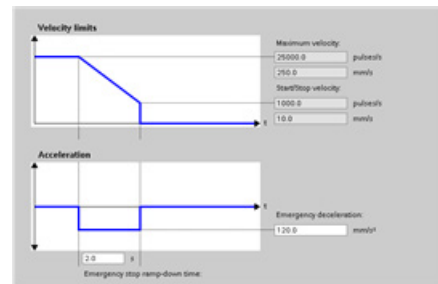 Velocity limits
Maximum velocity:
25000.0 pulses/s
250.0 mm/s
Start/Stop velocity:
1000.0 pulses/s
10.0 mm/s
t
Acceleration
t
Emergency deceleration:
120.0 mm/s²
2.0 s
Emergency stop ramp-down time: